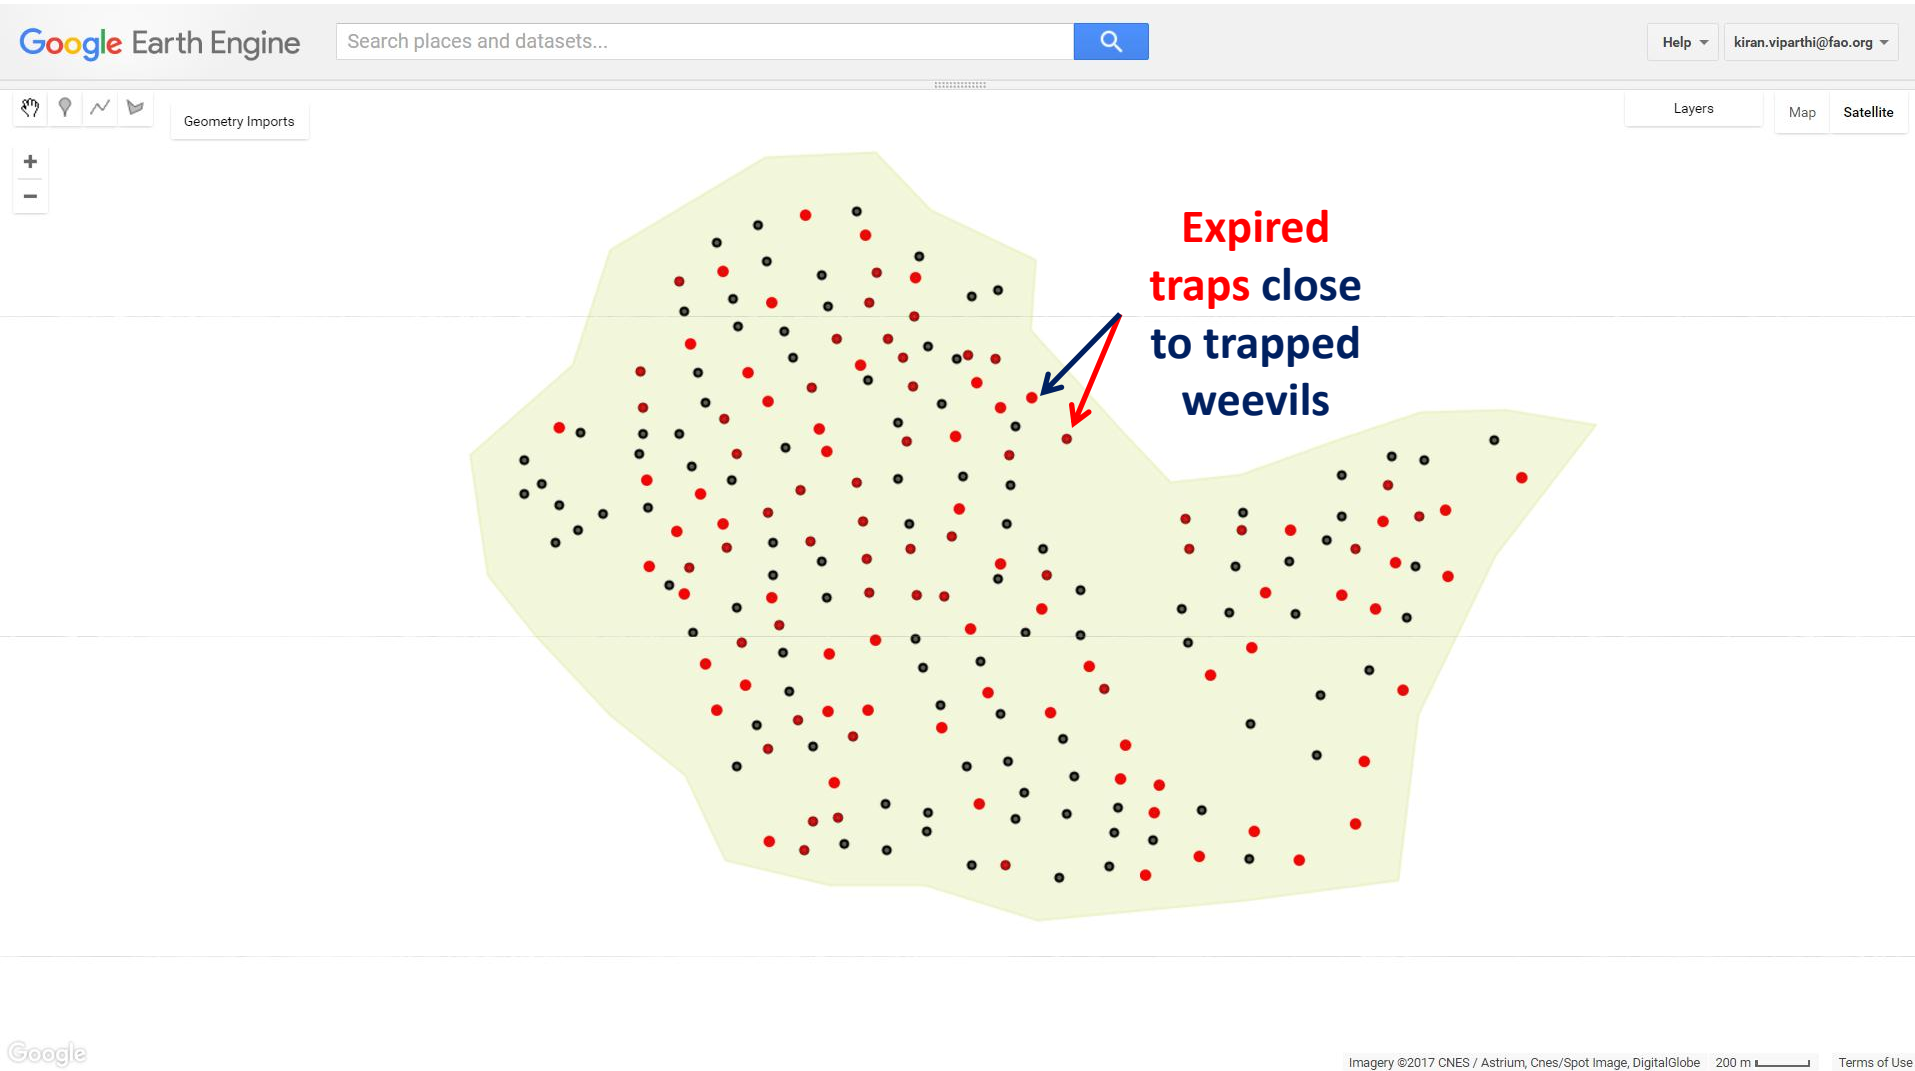 Google Earth Engine
Search places and datasets...
Help
kiran.viparthi@fao.org
Geometry Imports
Layers
Map
Satellite
+
−
Expired
traps close
to trapped
weevils
Google
Imagery ©2017 CNES / Astrium, Cnes/Spot Image, DigitalGlobe
200 m
Terms of Use